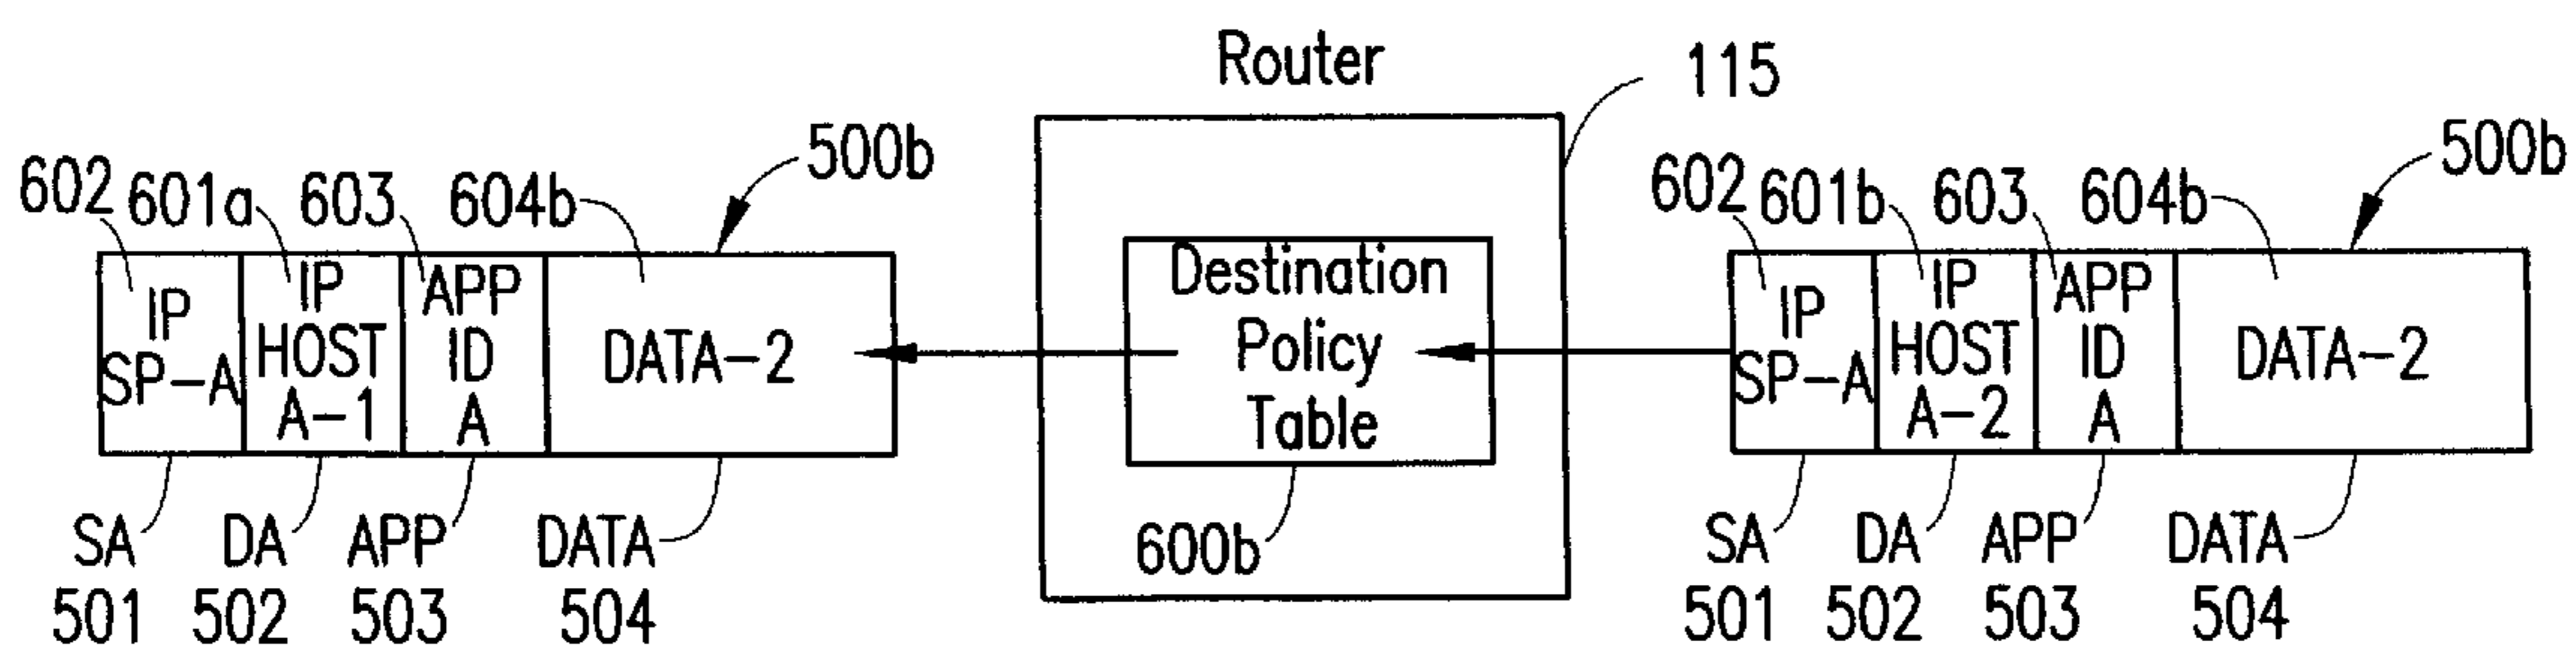 Router
115
500b
500b
602 601a 603 604b
602 601b 603 604b
IP
SP-A
IP
HOST
A-1
APP
ID
A
DATA-2
Destination
Policy
Table
IP
SP-A
IP
HOST
A-2
APP
ID
A
DATA-2
600b
SA DA APP DATA
501 502 503 504
SA DA APP DATA
501 502 503 504